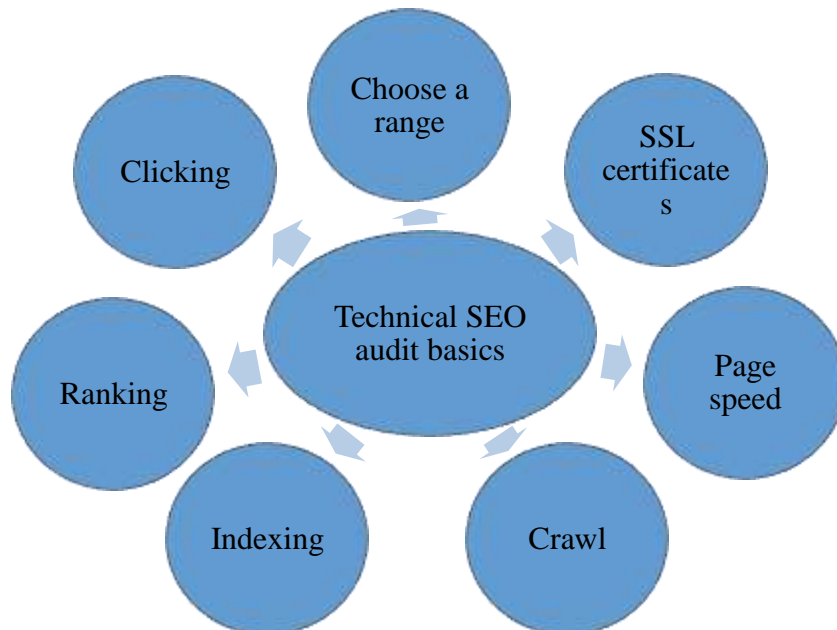 Choose a
range
SSL
certificate
s
Page
speed
Crawl
Indexing
Ranking
Clicking
Technical SEO
audit basics